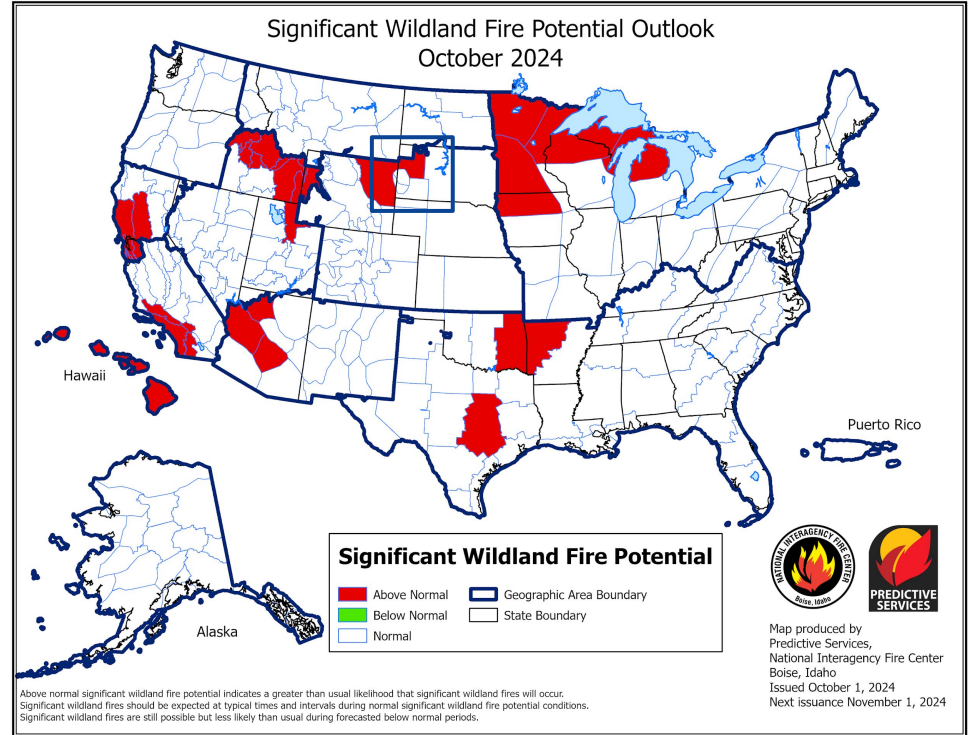 Significant Wildland Fire Potential Outlook
October 2024
Hawaii
Puerto Rico
Alaska
Significant Wildland Fire Potential
Above Normal
Below Normal
Normal
Geographic Area Boundary
State Boundary
NATIONAL INTERAGENCY FIRE CENTER
Boise, Idaho
PREDICTIVE
SERVICES
Map produced by
Predictive Services,
National Interagency Fire Center
Boise, Idaho
Issued October 1, 2024
Next issuance November 1, 2024
Above normal significant wildland fire potential indicates a greater than usual likelihood that significant wildland fires will occur.
Significant wildland fires should be expected at typical times and intervals during normal significant wildland fire potential conditions.
Significant wildland fires are still possible but less likely than usual during forecasted below normal periods.